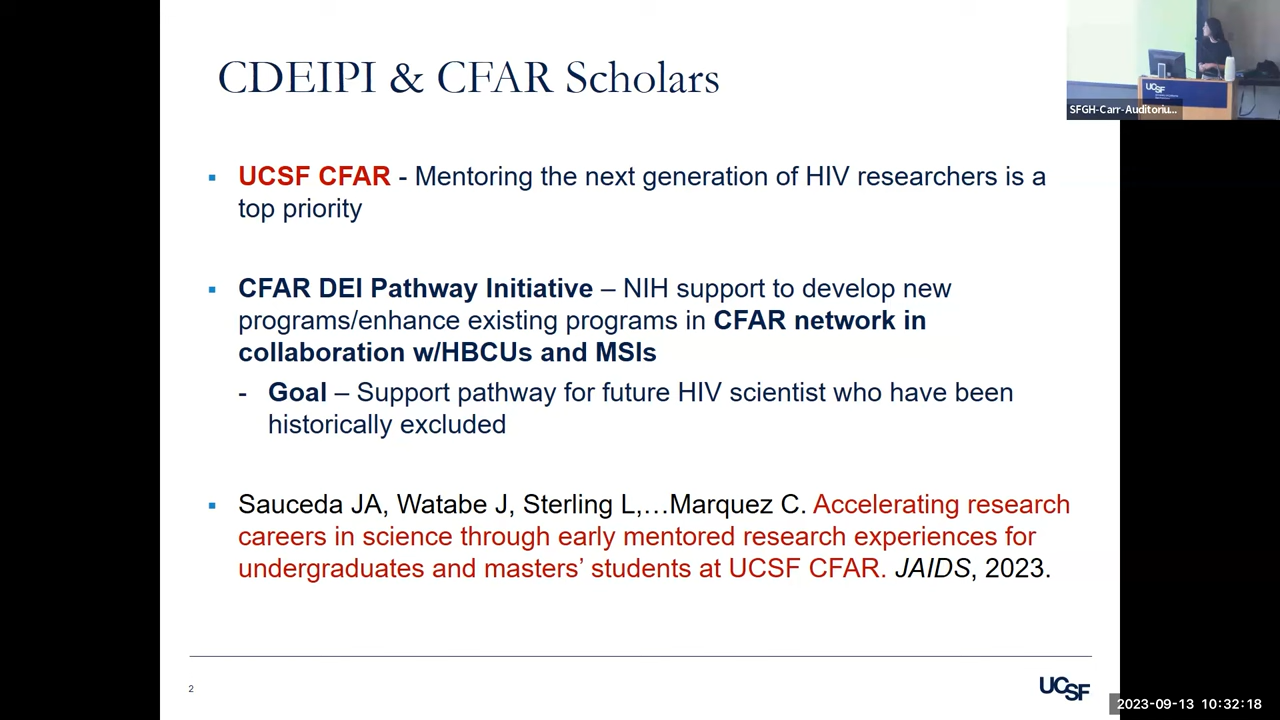 CDEIPI & CFAR Scholars
UCSF
SFGH-Carr-Auditoriu...
▪ UCSF CFAR - Mentoring the next generation of HIV researchers is a
top priority
▪ CFAR DEI Pathway Initiative – NIH support to develop new
programs/enhance existing programs in CFAR network in
collaboration w/HBCUs and MSIs
- Goal – Support pathway for future HIV scientist who have been
historically excluded
▪ Sauceda JA, Watabe J, Sterling L,…Marquez C. Accelerating research
careers in science through early mentored research experiences for
undergraduates and masters’ students at UCSF CFAR. JAIDS, 2023.
2
UCSF
2023-09-13 10:32:18